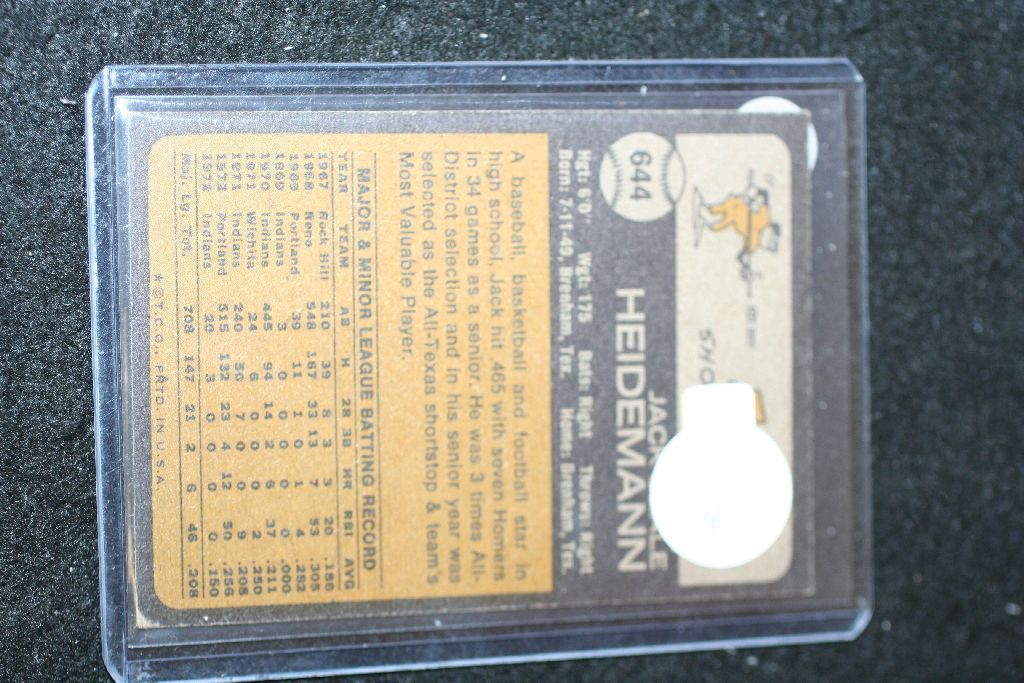 SHO
644
JACK
LE
HEIDEMANN
Hgt: 6'0" Wgt: 175 Bats: Right Throws: Right
Born: 7-11-49, Brenham, Tex. Home: Brenham, Tex.
A baseball, basketball and football star in
high school, Jack hit .465 with seven Homers
in 34 games as a senior. He was 3 times All-
District selection and in his senior year was
selected as the All-Texas shortstop & team's
Most Valuable Player.
MAJOR & MINOR LEAGUE BATTING RECORD
YEAR TEAM AB H 2B 3B HR RBI AVG
1967 Rock Hill 210 39 8 3 3 20 .186
1968 Reno 548 167 33 13 7 53 .305
1969 Portland 39 11 1 0 1 4 .282
1969 Indians 3 0 0 0 0 0 .000
1970 Indians 445 94 14 2 6 37 .211
1971 Wichita 24 6 0 0 0 2 .250
1971 Indians 240 50 7 0 0 9 .208
1972 Portland 515 132 23 4 12 50 .256
1972 Indians 20 3 0 0 0 0 .150
Maj. Lg. Tot. 708 147 21 2 6 46 .208
*©T.C.G., PRTD. IN U.S.A.